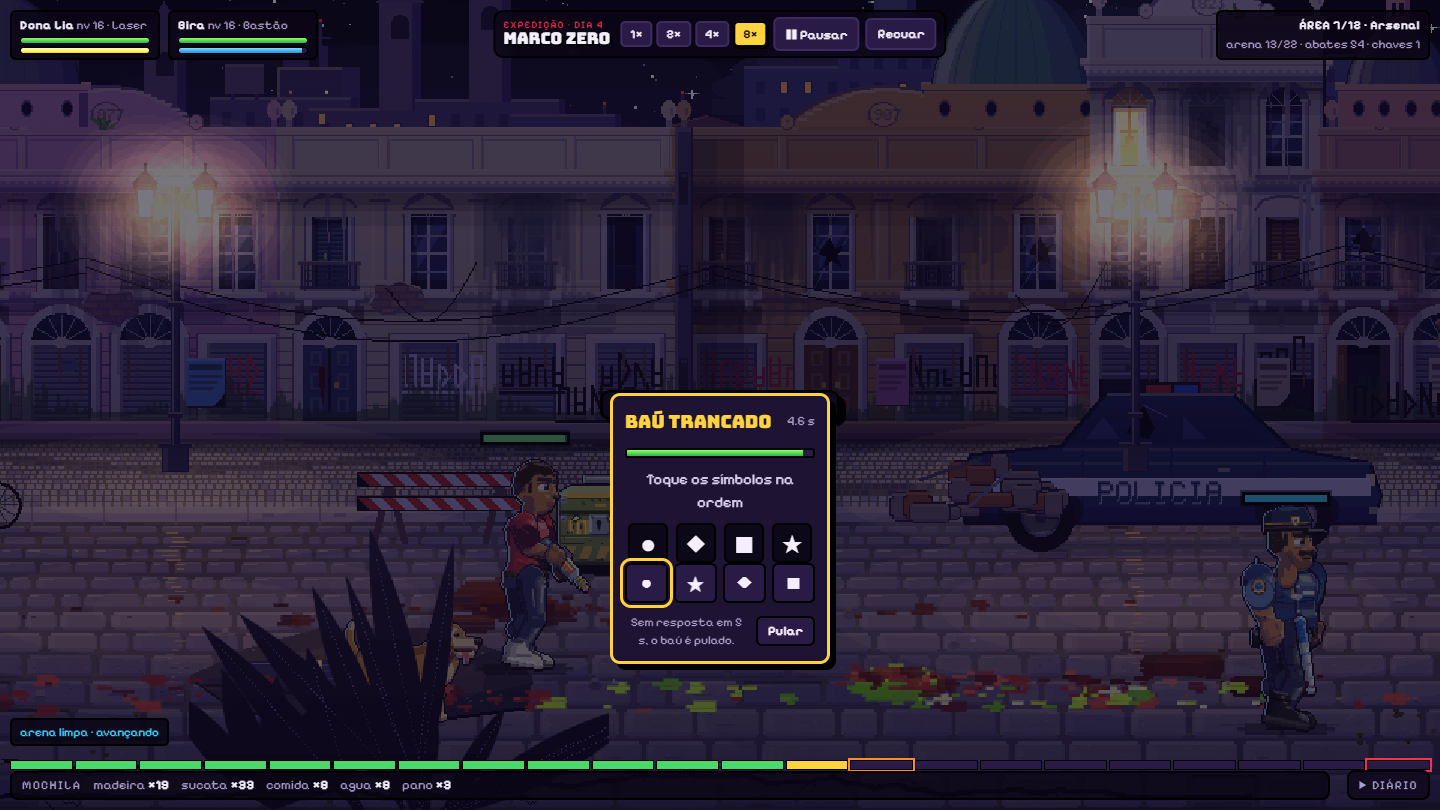 Dona Lia nv 16 · Laser
Bira nv 16 · Bastão
EXPEDIÇÃO · DIA 4
MARCO ZERO
1×
2×
4×
8×
Pausar
Recuar
ÁREA 7/18 · Arsenal
arena 13/22 · abates 94 · chaves 1
1907
BAÚ TRANCADO
4.6 s
Toque os símbolos na
ordem
Sem resposta em 8
s, o baú é pulado.
Pular
POLICIA
arena limpa · avançando
MOCHILA madeira ×19 sucata ×33 comida ×8 agua ×8 pano ×3
DIÁRIO